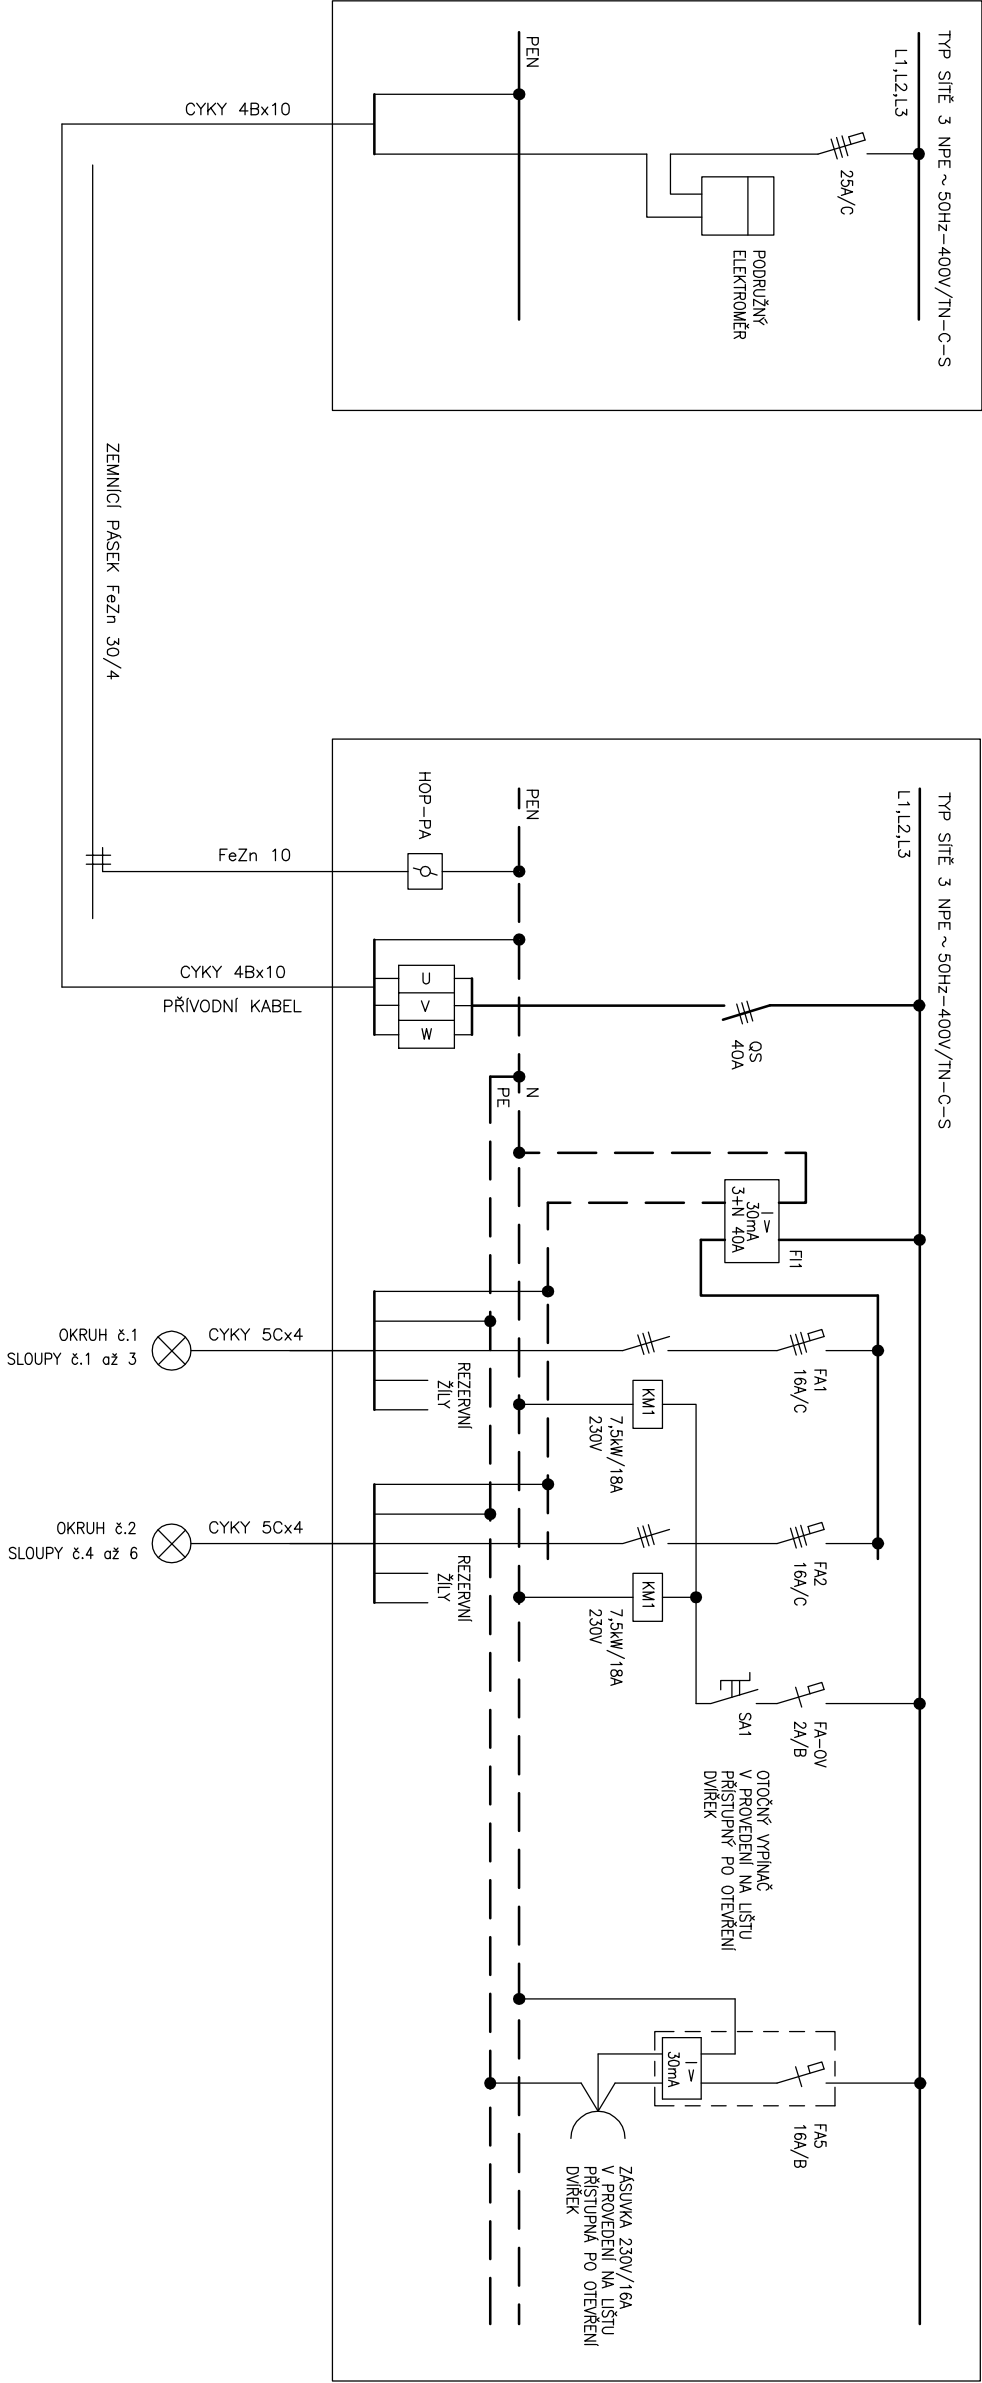 TYP SÍTĚ 3 NPE ~ 50Hz-400V/TN-C-S
L1,L2,L3
25A/C
PODRUŽNÝ
ELEKTROMĚR
PEN
CYKY 4Bx10
ZEMNÍCÍ PÁSEK FeZn 30/4
TYP SÍTĚ 3 NPE ~ 50Hz-400V/TN-C-S
L1,L2,L3
PEN
HOP-PA
FeZn 10
CYKY 4Bx10
PŘÍVODNÍ KABEL
U
V
W
QS
40A
N
PE
FI1
I>
30mA
3+N 40A
FA1
16A/C
KM1
7,5kW/18A
230V
REZERVNÍ
ŽÍLY
CYKY 5Cx4
OKRUH č.1
SLOUPY č.1 až 3
FA2
16A/C
KM1
7,5kW/18A
230V
REZERVNÍ
ŽÍLY
CYKY 5Cx4
OKRUH č.2
SLOUPY č.4 až 6
FA-OV
2A/B
SA1
OTOČNÝ VYPÍNAČ
V PROVEDENÍ NA LIŠTU
PŘÍSTUPNÝ PO OTEVŘENÍ
DVÍŘEK
FA5
16A/B
I>
30mA
ZÁSUVKA 230V/16A
V PROVEDENÍ NA LIŠTU
PŘÍSTUPNÁ PO OTEVŘENÍ
DVÍŘEK